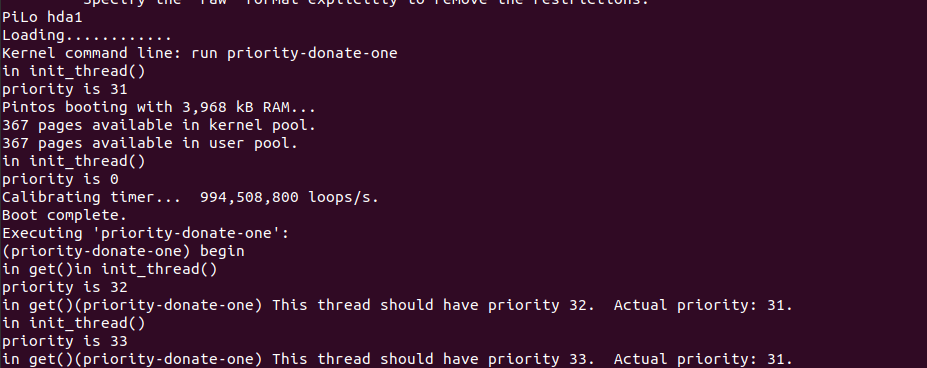 Specify the 'raw' format explicitly to remove the restrictions.
PiLo hda1
Loading............
Kernel command line: run priority-donate-one
in init_thread()
priority is 31
Pintos booting with 3,968 kB RAM...
367 pages available in kernel pool.
367 pages available in user pool.
in init_thread()
priority is 0
Calibrating timer...  994,508,800 loops/s.
Boot complete.
Executing 'priority-donate-one':
(priority-donate-one) begin
in get()in init_thread()
priority is 32
in get()(priority-donate-one) This thread should have priority 32.  Actual priority: 31.
in init_thread()
priority is 33
in get()(priority-donate-one) This thread should have priority 33.  Actual priority: 31.